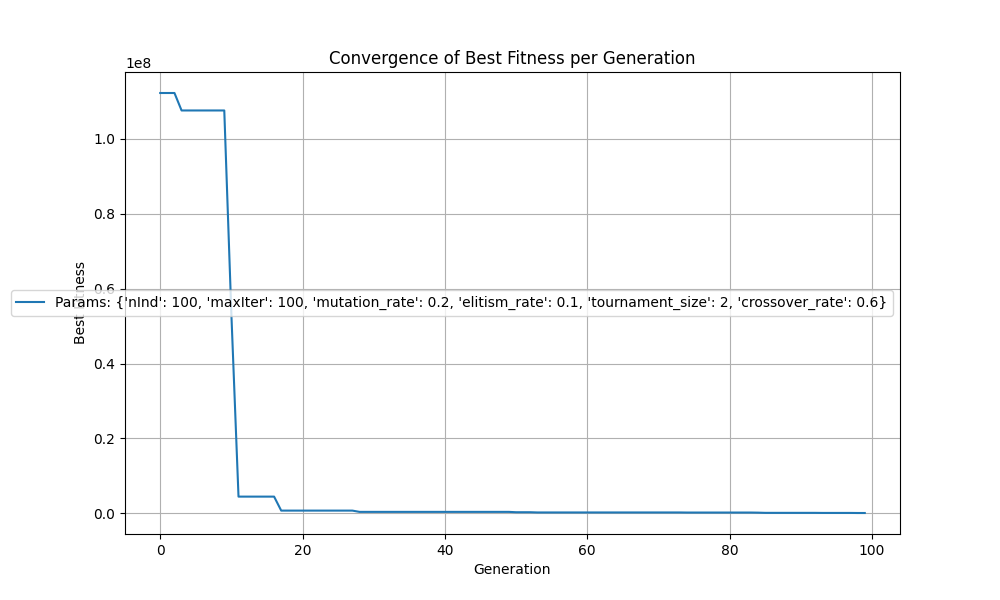 Convergence of Best Fitness per Generation
1e8
1.0
0.8
0.6
Params: {'nInd': 100, 'maxIter': 100, 'mutation_rate': 0.2, 'elitism_rate': 0.1, 'tournament_size': 2, 'crossover_rate': 0.6}
Best Fitness
0.4
0.2
0.0
0 20 40 60 80 100
Generation